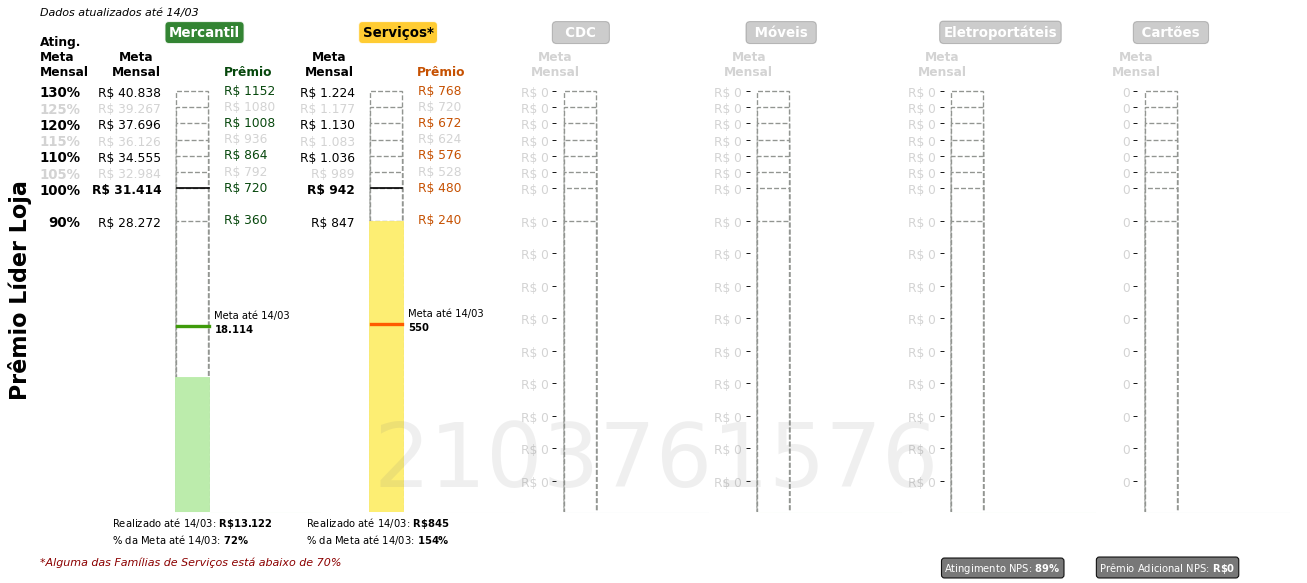 Dados atualizados até 14/03
Mercantil Serviços* CDC Móveis Eletroportáteis Cartões
Ating. Meta Mensal
Meta Mensal Prêmio Meta Mensal Prêmio Meta Mensal Meta Mensal Meta Mensal Meta Mensal
130% R$ 40.838 R$ 1152 R$ 1.224 R$ 768 R$ 0 R$ 0 R$ 0 0
125% R$ 39.267 R$ 1080 R$ 1.177 R$ 720 R$ 0 R$ 0 R$ 0 0
120% R$ 37.696 R$ 1008 R$ 1.130 R$ 672 R$ 0 R$ 0 R$ 0 0
115% R$ 36.126 R$ 936 R$ 1.083 R$ 624 R$ 0 R$ 0 R$ 0 0
110% R$ 34.555 R$ 864 R$ 1.036 R$ 576 R$ 0 R$ 0 R$ 0 0
105% R$ 32.984 R$ 792 R$ 989 R$ 528 R$ 0 R$ 0 R$ 0 0
100% R$ 31.414 R$ 720 R$ 942 R$ 480 R$ 0 R$ 0 R$ 0 0
90% R$ 28.272 R$ 360 R$ 847 R$ 240 R$ 0 R$ 0 R$ 0 0
R$ 0 R$ 0 R$ 0 0
R$ 0 R$ 0 R$ 0 0
Meta até 14/03 Meta até 14/03
18.114 550
R$ 0 R$ 0 R$ 0 0
R$ 0 R$ 0 R$ 0 0
R$ 0 R$ 0 R$ 0 0
R$ 0 R$ 0 R$ 0 0
R$ 0 R$ 0 R$ 0 0
R$ 0 R$ 0 R$ 0 0
Prêmio Líder Loja
2103761576
Realizado até 14/03: R$13.122 Realizado até 14/03: R$845
% da Meta até 14/03: 72% % da Meta até 14/03: 154%
*Alguma das Famílias de Serviços está abaixo de 70%
Atingimento NPS: 89% Prêmio Adicional NPS: R$0